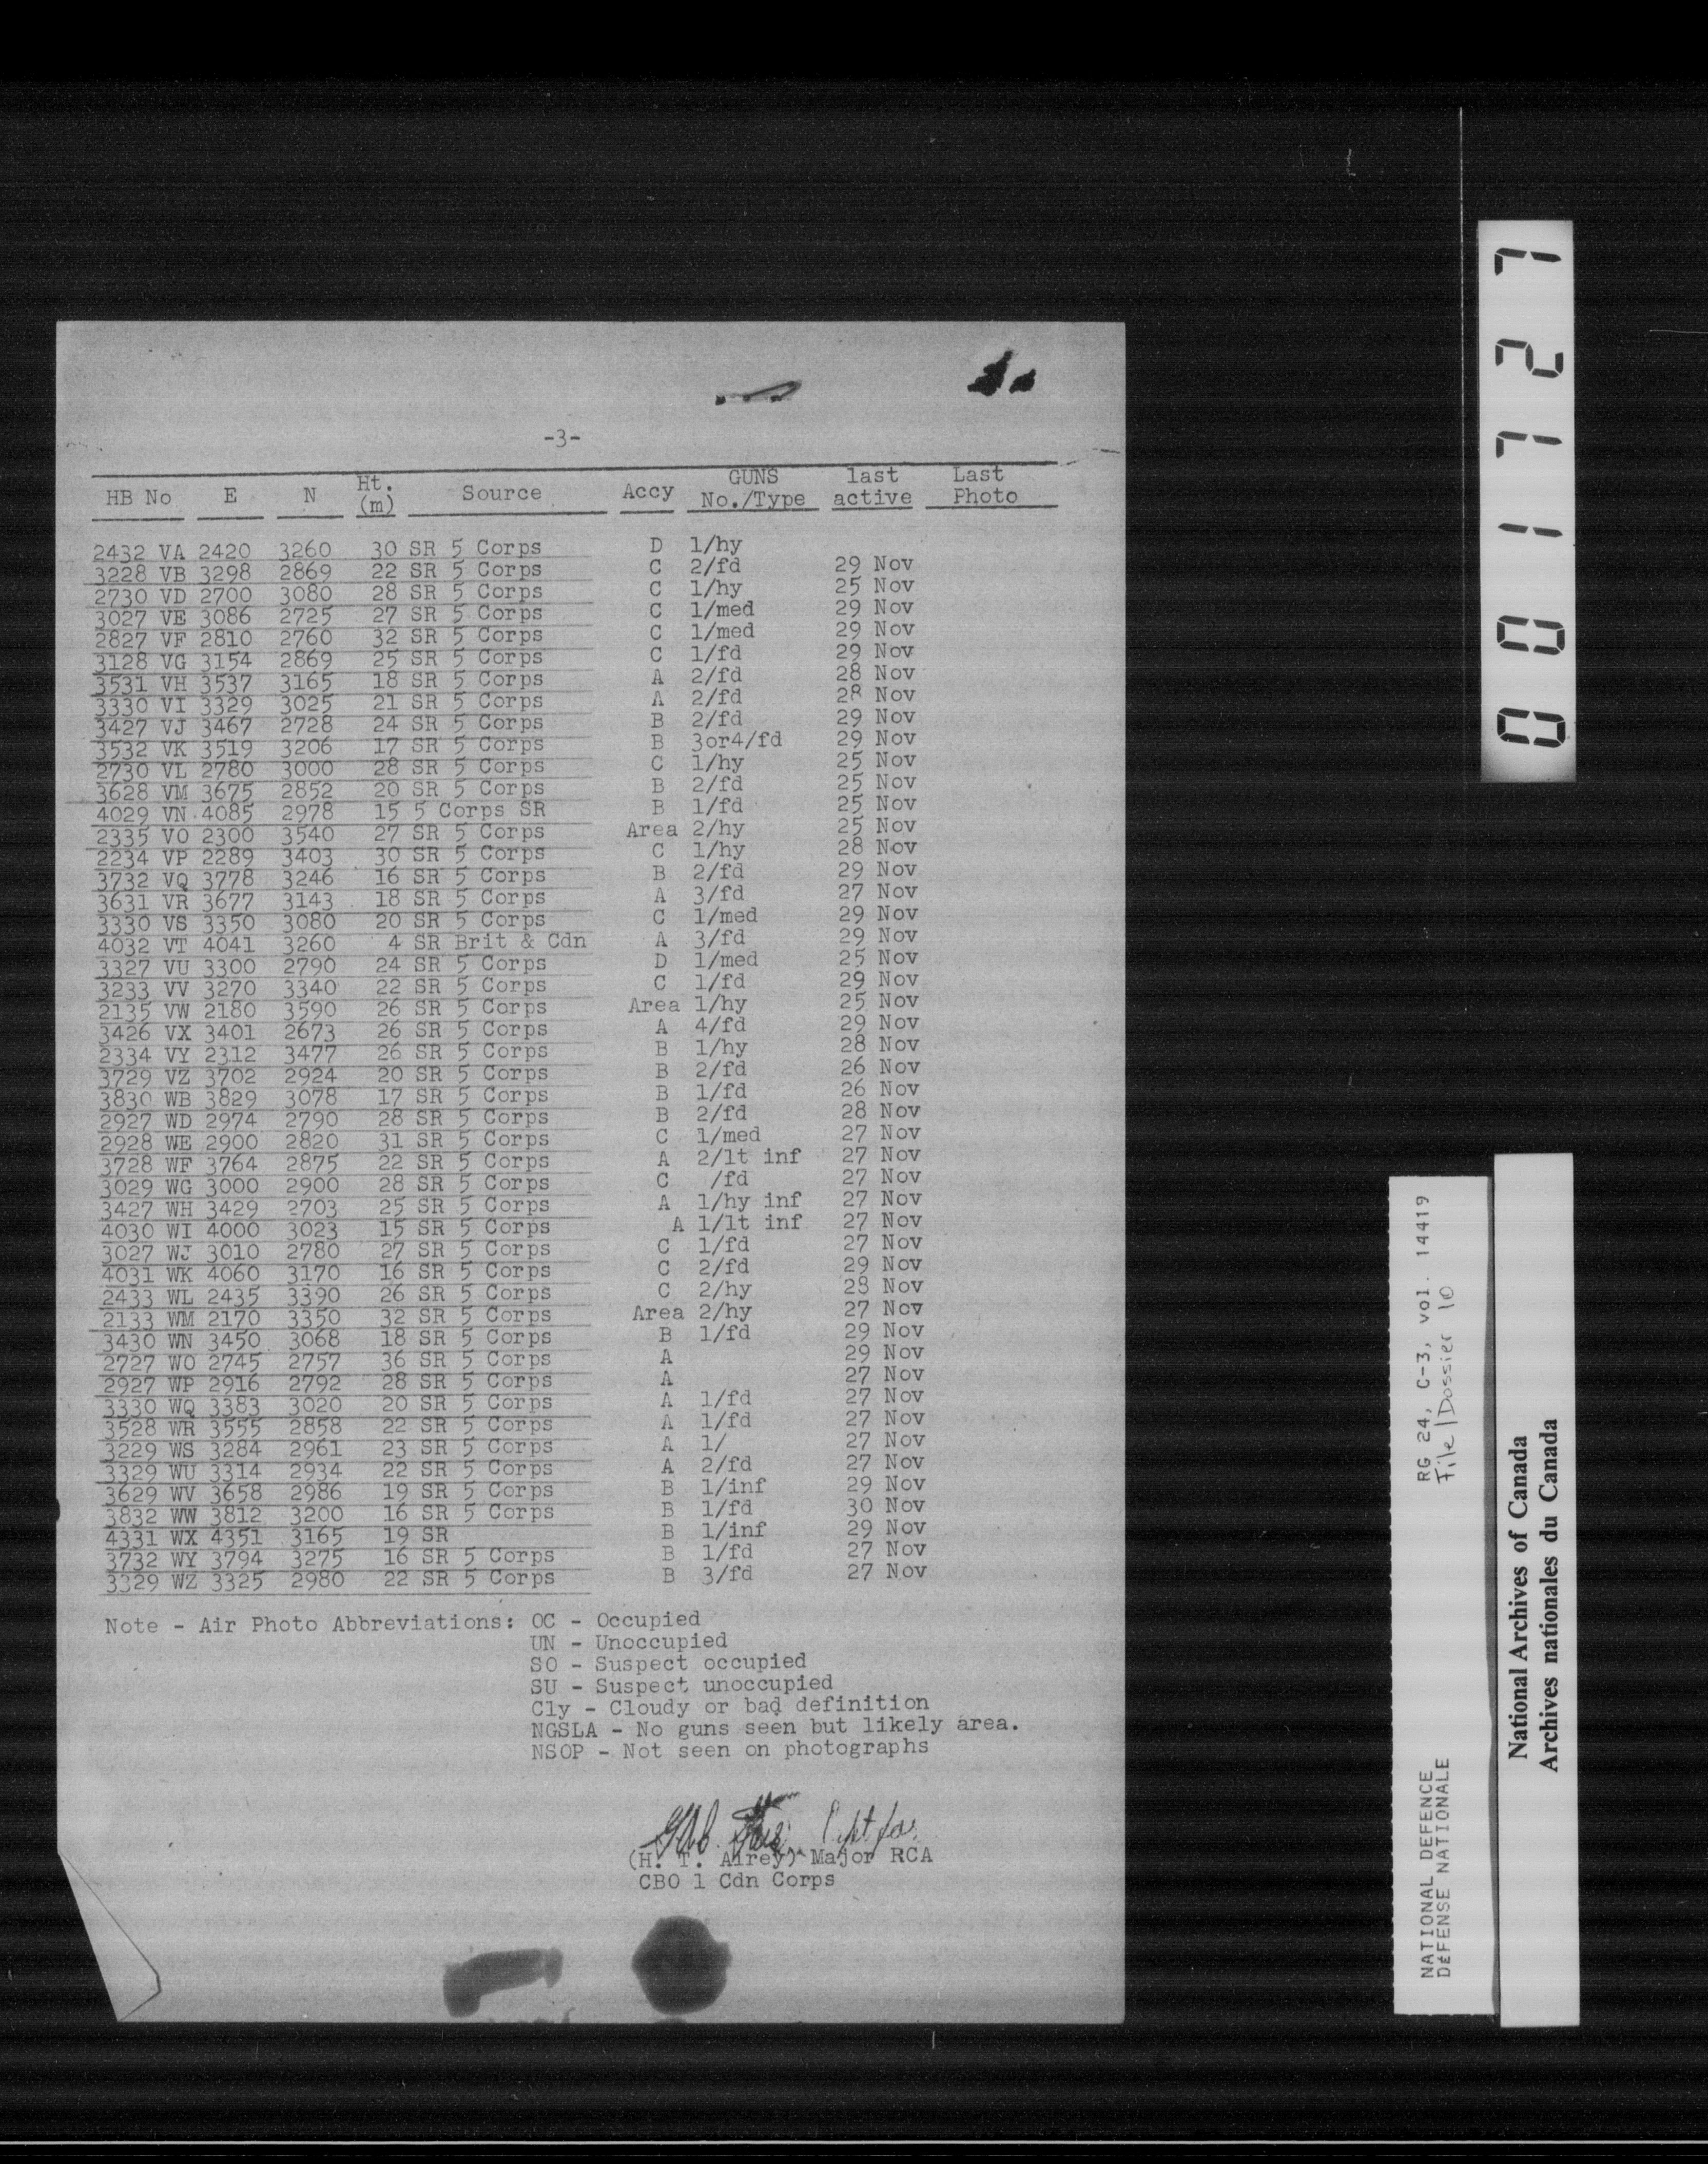 -3-
HB No E N Ht. (m) Source Accy GUNS No./Type last active Last Photo
2432 VA 2420 3260 30 SR 5 Corps D 1/hy
3228 VB 3298 2869 22 SR 5 Corps C 2/fd 29 Nov
2730 VD 2700 3080 28 SR 5 Corps C 1/hy 25 Nov
3027 VE 3086 2725 27 SR 5 Corps C 1/med 29 Nov
2827 VF 2810 2760 32 SR 5 Corps C 1/med 29 Nov
3128 VG 3154 2869 25 SR 5 Corps C 1/fd 29 Nov
3531 VH 3537 3165 18 SR 5 Corps A 2/fd 28 Nov
3330 VI 3329 3025 21 SR 5 Corps A 2/fd 28 Nov
3427 VJ 3467 2728 24 SR 5 Corps B 2/fd 29 Nov
3532 VK 3519 3206 17 SR 5 Corps B 3or4/fd 29 Nov
2730 VL 2780 3000 28 SR 5 Corps C 1/hy 25 Nov
3628 VM 3675 2852 20 SR 5 Corps B 2/fd 25 Nov
4029 VN 4085 2978 15 5 Corps SR B 1/fd 25 Nov
2335 VO 2300 3540 27 SR 5 Corps Area 2/hy 25 Nov
2234 VP 2289 3403 30 SR 5 Corps C 1/hy 28 Nov
3732 VQ 3778 3246 16 SR 5 Corps B 2/fd 29 Nov
3631 VR 3677 3143 18 SR 5 Corps A 3/fd 27 Nov
3330 VS 3350 3080 20 SR 5 Corps C 1/med 29 Nov
4032 VT 4041 3260 4 SR Brit & Cdn A 3/fd 29 Nov
3327 VU 3300 2790 24 SR 5 Corps D 1/med 25 Nov
3233 VV 3270 3340 22 SR 5 Corps C 1/fd 29 Nov
2135 VW 2180 3590 26 SR 5 Corps Area 1/hy 25 Nov
3426 VX 3401 2673 26 SR 5 Corps A 4/fd 29 Nov
2334 VY 2312 3477 26 SR 5 Corps B 1/hy 28 Nov
3729 VZ 3702 2924 20 SR 5 Corps B 2/fd 26 Nov
3830 WB 3829 3078 17 SR 5 Corps B 1/fd 26 Nov
2927 WD 2974 2790 28 SR 5 Corps B 2/fd 28 Nov
2928 WE 2900 2820 31 SR 5 Corps C 1/med 27 Nov
3728 WF 3764 2875 22 SR 5 Corps A 2/lt inf 27 Nov
3029 WG 3000 2900 28 SR 5 Corps C /fd 27 Nov
3427 WH 3429 2703 25 SR 5 Corps A 1/hy inf 27 Nov
4030 WI 4000 3023 15 SR 5 Corps A 1/lt inf 27 Nov
3027 WJ 3010 2780 27 SR 5 Corps C 1/fd 27 Nov
4031 WK 4060 3170 16 SR 5 Corps C 2/fd 29 Nov
2433 WL 2435 3390 26 SR 5 Corps C 2/hy 28 Nov
2133 WM 2170 3350 32 SR 5 Corps Area 2/hy 27 Nov
3430 WN 3450 3068 18 SR 5 Corps B 1/fd 29 Nov
2727 WO 2745 2757 36 SR 5 Corps A 29 Nov
2927 WP 2916 2792 28 SR 5 Corps A 27 Nov
3330 WQ 3383 3020 20 SR 5 Corps A 1/fd 27 Nov
3528 WR 3555 2858 22 SR 5 Corps A 1/fd 27 Nov
3229 WS 3284 2961 23 SR 5 Corps A 1/ 27 Nov
3329 WU 3314 2934 22 SR 5 Corps A 2/fd 27 Nov
3629 WV 3658 2986 19 SR 5 Corps B 1/inf 29 Nov
3832 WW 3812 3200 16 SR 5 Corps B 1/fd 30 Nov
4331 WX 4351 3165 19 SR B 1/inf 29 Nov
3732 WY 3794 3275 16 SR 5 Corps B 1/fd 27 Nov
3329 WZ 3325 2980 22 SR 5 Corps B 3/fd 27 Nov
Note - Air Photo Abbreviations: OC - Occupied
UN - Unoccupied
SO - Suspect occupied
SU - Suspect unoccupied
Cly - Cloudy or bad definition
NGSLA - No guns seen but likely area.
NSOP - Not seen on photographs
Capt for
(H. T. Airey) Major RCA
CBO 1 Cdn Corps
001727
NATIONAL DEFENCE RG 24, C-3, vol. 14419
DÉFENSE NATIONALE File/Dossier 10
National Archives of Canada
Archives nationales du Canada